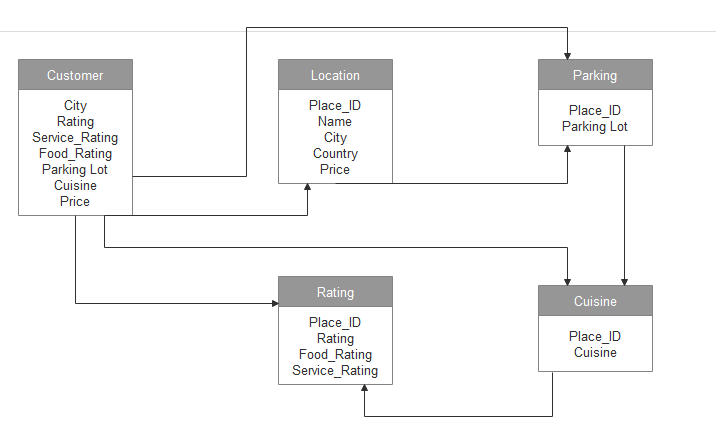 Customer
City
Rating
Service_Rating
Food_Rating
Parking Lot
Cuisine
Price
Location
Place_ID
Name
City
Country
Price
Parking
Place_ID
Parking Lot
Rating
Place_ID
Rating
Food_Rating
Service_Rating
Cuisine
Place_ID
Cuisine